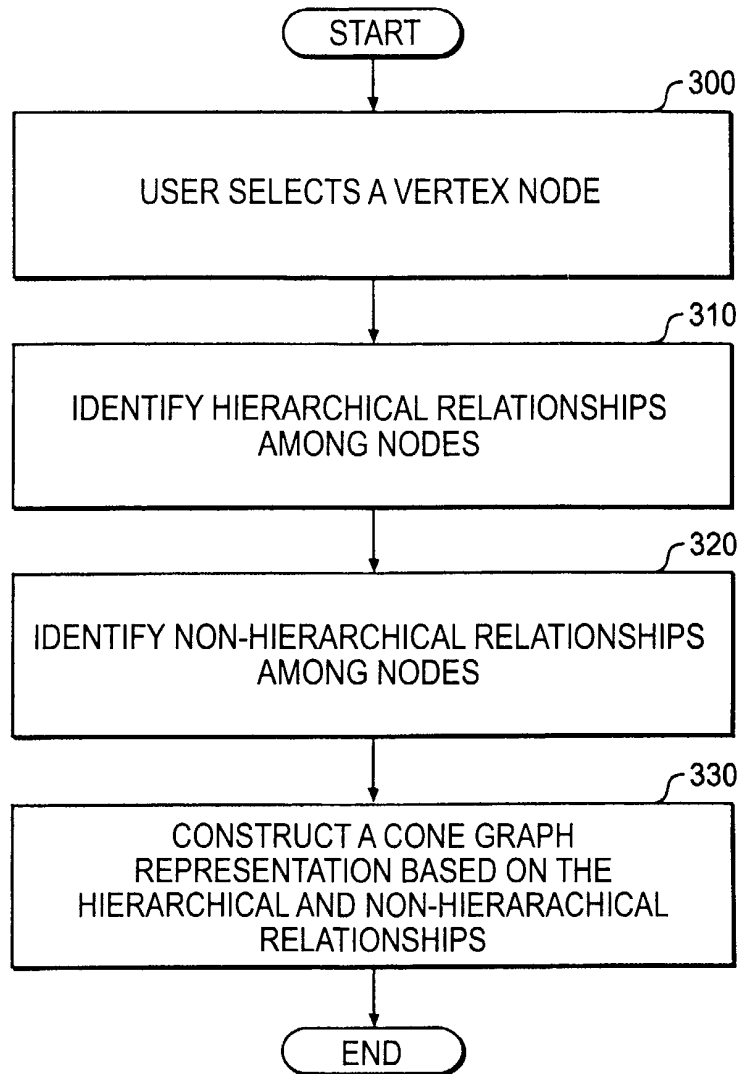 START
300
USER SELECTS A VERTEX NODE
310
IDENTIFY HIERARCHICAL RELATIONSHIPS
AMONG NODES
320
IDENTIFY NON-HIERARCHICAL RELATIONSHIPS
AMONG NODES
330
CONSTRUCT A CONE GRAPH
REPRESENTATION BASED ON THE
HIERARCHICAL AND NON-HIERARACHICAL
RELATIONSHIPS
END